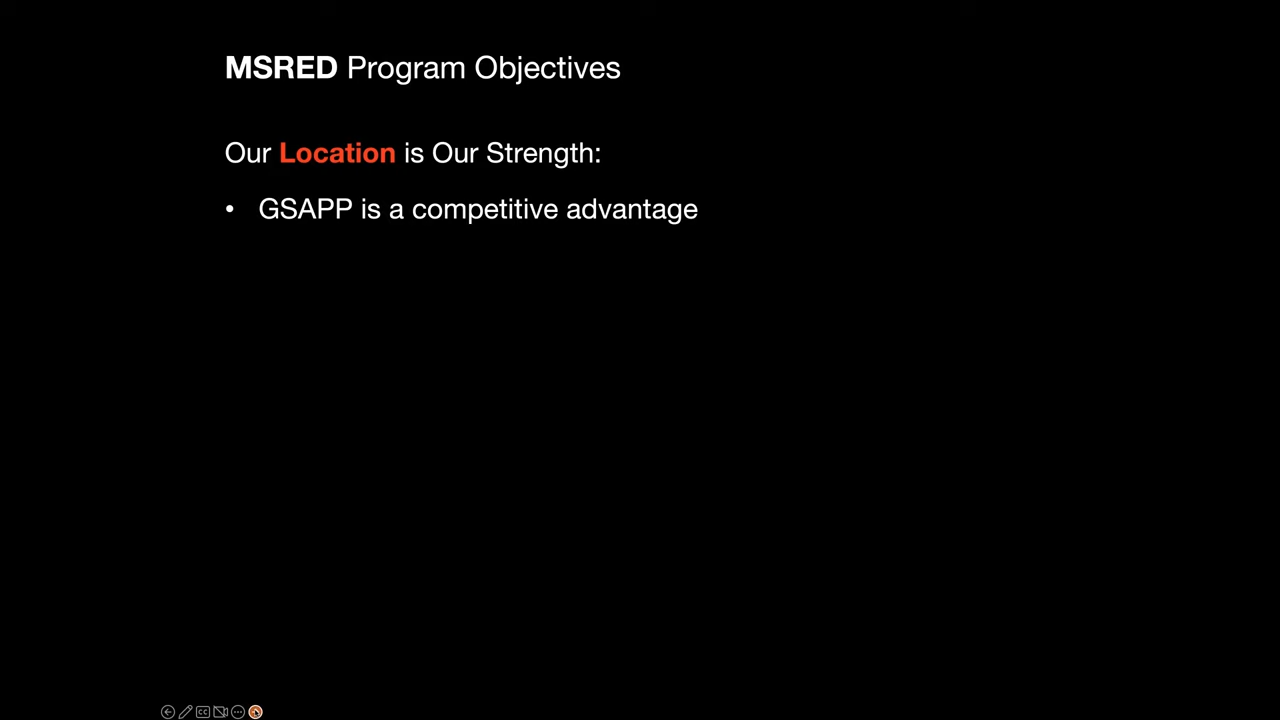 MSRED Program Objectives
Our Location is Our Strength:
• GSAPP is a competitive advantage